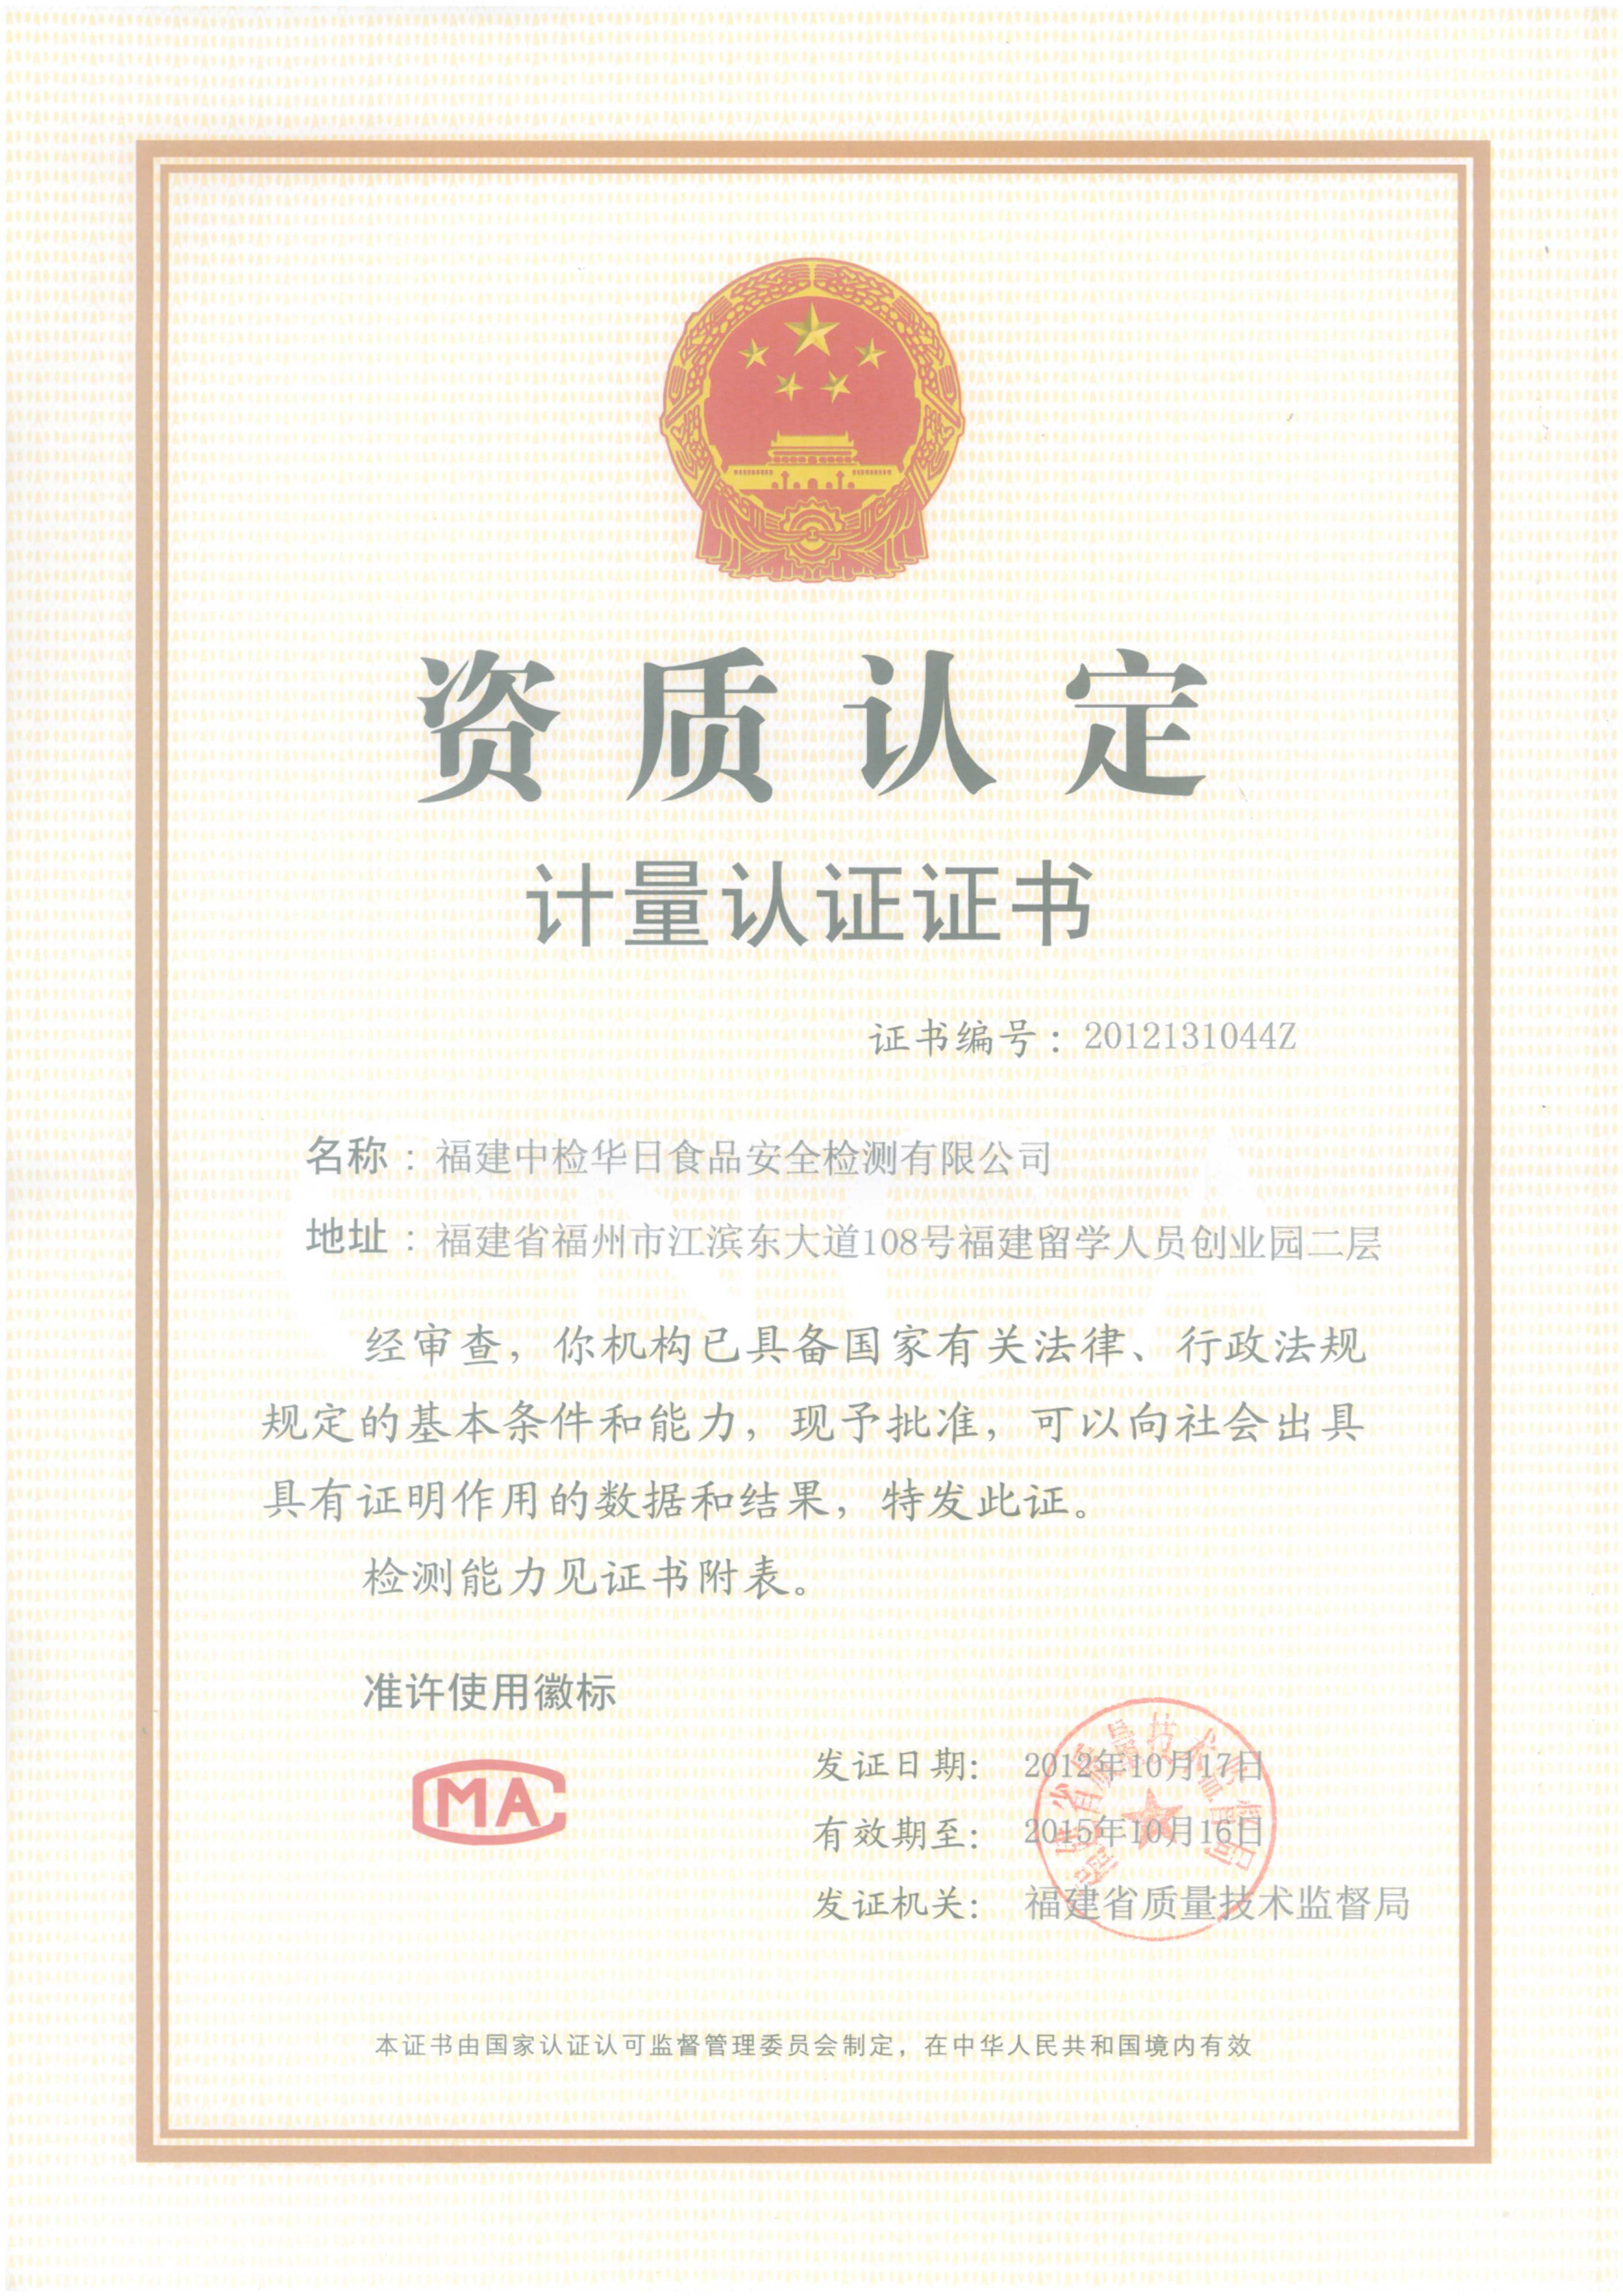 资质认定
计量认证证书
证书编号：2012131044Z
名称：福建中检华日食品安全检测有限公司
地址：福建省福州市江滨东大道108号福建留学人员创业园二层
经审查，你机构已具备国家有关法律、行政法规
规定的基本条件和能力，现予批准，可以向社会出具
具有证明作用的数据和结果，特发此证。
检测能力见证书附表。
准许使用徽标
CMA
发证日期：2012年10月17日
有效期至：2015年10月16日
发证机关：福建省质量技术监督局
福建省质量技术监督局
本证书由国家认证认可监督管理委员会制定，在中华人民共和国境内有效